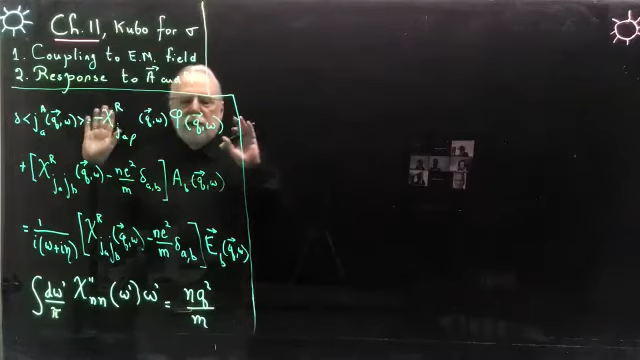 Ch. 11, Kubo for σ
1. Coupling to E.M. field
2. Response to A⃗ and
δ<j_a^A(q⃗,ω)> = -χ^R_{j_a ρ}(q⃗,ω) φ(q⃗,ω)
+ [χ^R_{j_a j_b}(q⃗,ω) - ne²/m δ_{a,b}] A_b(q⃗,ω)
= 1/i(ω+iη) [χ^R_{j_a j_b}(q⃗,ω) - ne²/m δ_{a,b}] E⃗_b(q⃗,ω)
∫ dω'/π χ''_{nn}(ω') ω' = nq²/m